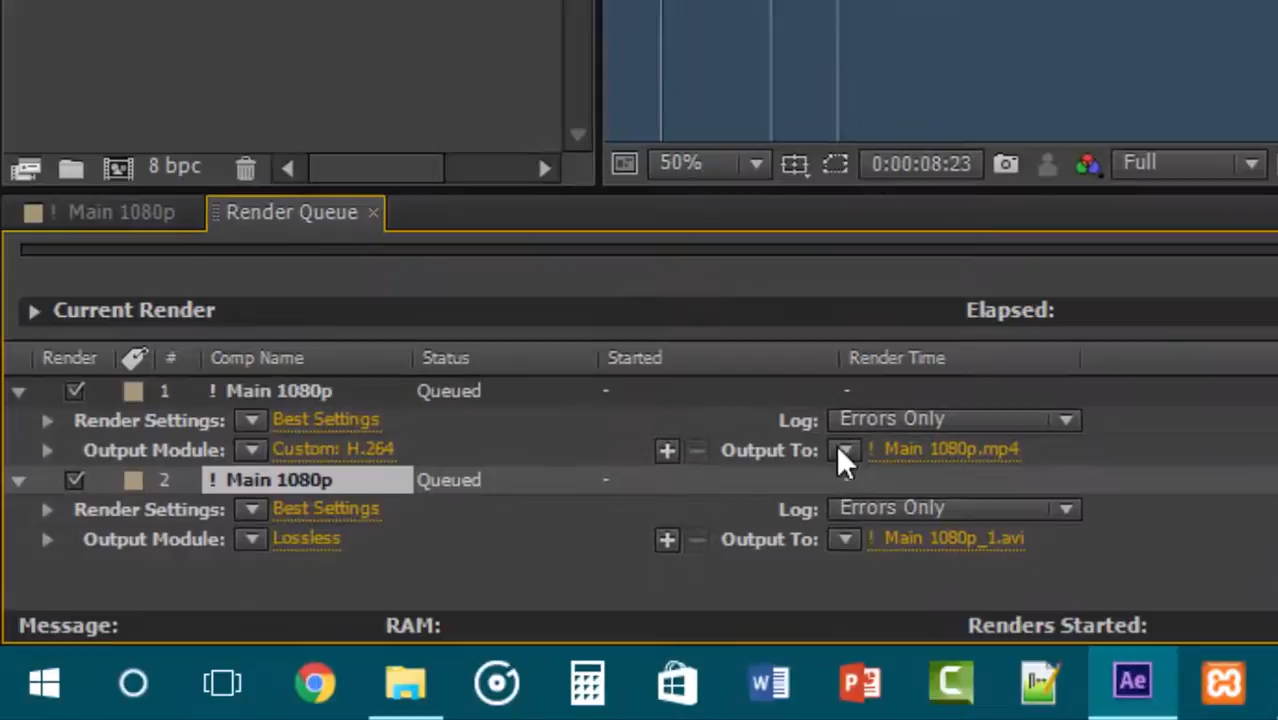 8 bpc
50%
0:00:08:23
Full
! Main 1080p
Render Queue ×
Current Render
Elapsed:
Render # Comp Name Status Started Render Time
1 ! Main 1080p Queued - -
Render Settings: Best Settings Log: Errors Only
Output Module: Custom: H.264 + – Output To: ! Main 1080p.mp4
2 ! Main 1080p Queued -
Render Settings: Best Settings Log: Errors Only
Output Module: Lossless + – Output To: ! Main 1080p_1.avi
Message: RAM: Renders Started:
W P C Ae